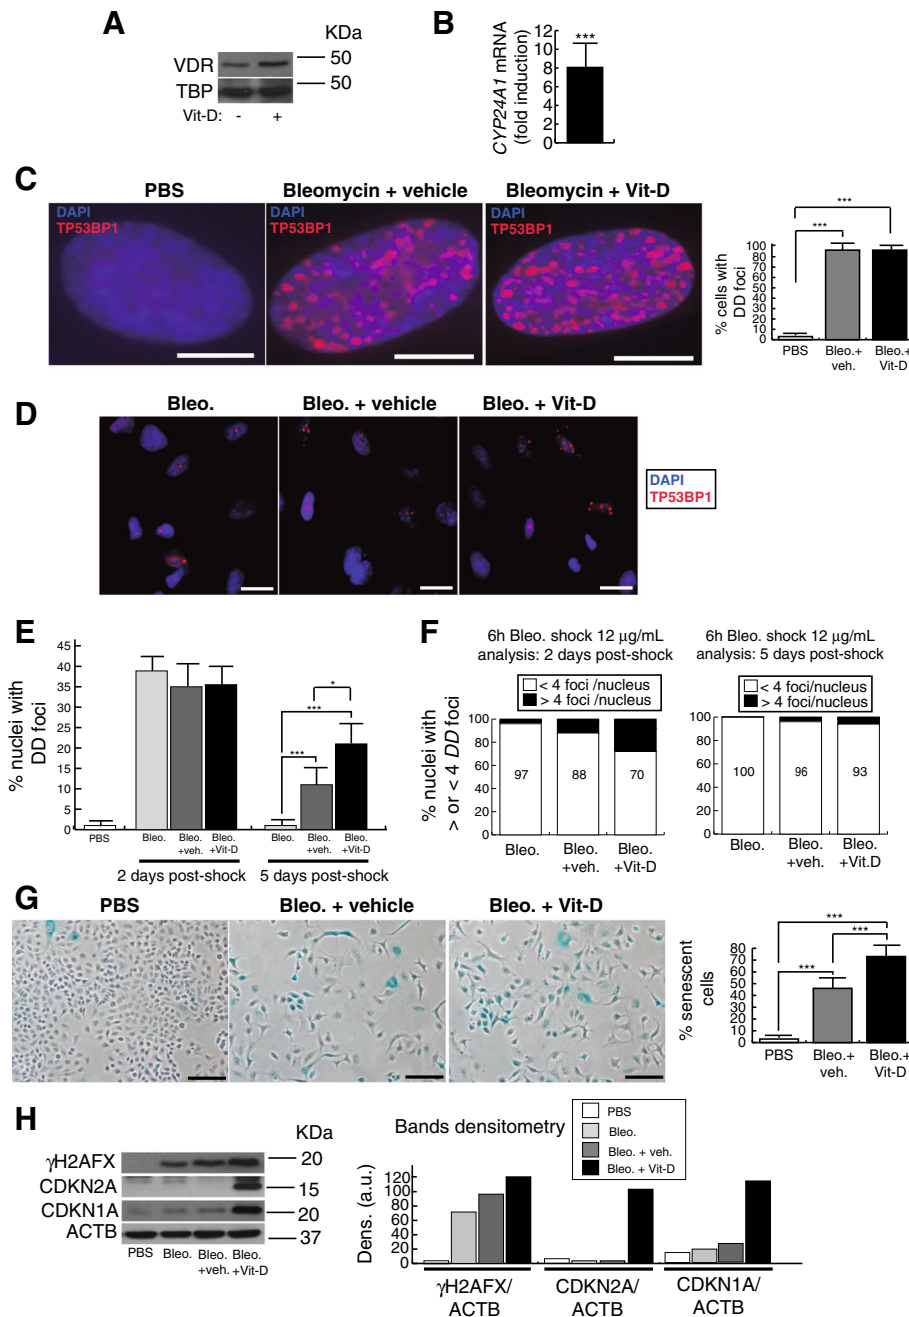 A
KDa
VDR
50
TBP
50
Vit-D: - +
B
CYP24A1 mRNA
(fold induction)
12
10
8
6
4
2
0
***
C
PBS
Bleomycin + vehicle
Bleomycin + Vit-D
DAPI
TP53BP1
DAPI
TP53BP1
DAPI
TP53BP1
% cells with
DD foci
100
90
80
70
60
50
40
30
20
10
0
***
***
PBS
Bleo.+
veh.
Bleo.+
Vit-D
D
Bleo.
Bleo. + vehicle
Bleo. + Vit-D
DAPI
TP53BP1
E
% nuclei with
DD foci
45
40
35
30
25
20
15
10
5
0
*
***
***
PBS
Bleo.
Bleo.
+veh.
Bleo.
+Vit-D
Bleo.
Bleo.
+veh.
Bleo.
+Vit-D
2 days post-shock
5 days post-shock
F
6h Bleo. shock 12 μg/mL
analysis: 2 days post-shock
< 4 foci /nucleus
> 4 foci /nucleus
% nuclei with
> or < 4 DD foci
100
80
60
40
20
0
97
88
70
Bleo.
Bleo.
+veh.
Bleo.
+Vit-D
6h Bleo. shock 12 μg/mL
analysis: 5 days post-shock
< 4 foci/nucleus
> 4 foci/nucleus
100
80
60
40
20
0
100
96
93
Bleo.
Bleo.
+veh.
Bleo.
+Vit.D
G
PBS
Bleo. + vehicle
Bleo. + Vit-D
% senescent
cells
80
70
60
50
40
30
20
10
0
***
***
***
PBS
Bleo.+
veh.
Bleo.+
Vit-D
H
KDa
γH2AFX
20
CDKN2A
15
CDKN1A
20
ACTB
37
PBS
Bleo.
Bleo.
+veh.
Bleo.
+Vit-D
Bands densitometry
PBS
Bleo.
Bleo. + veh.
Bleo. + Vit-D
Dens. (a.u.)
120
100
80
60
40
20
0
γH2AFX/
ACTB
CDKN2A/
ACTB
CDKN1A/
ACTB